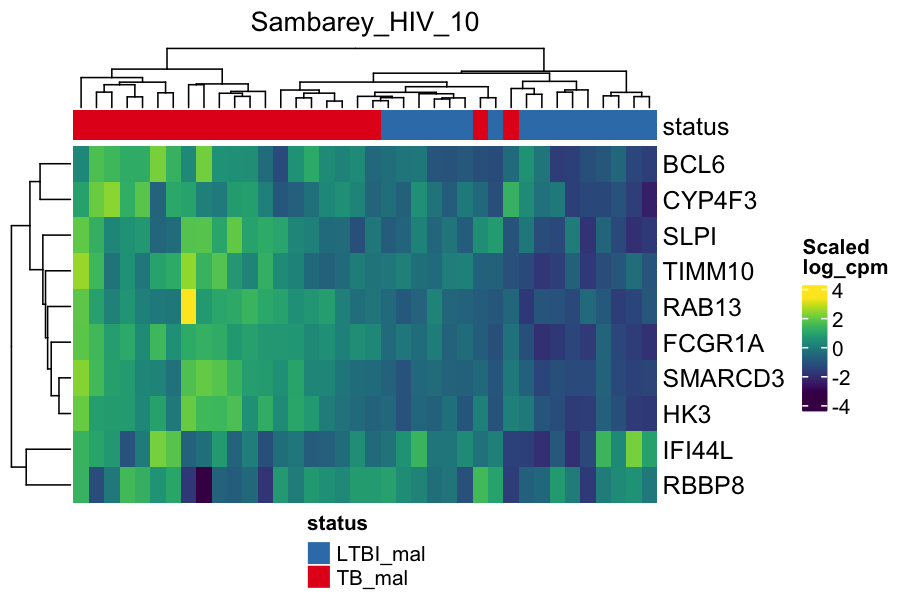 Sambarey_HIV_10
status
BCL6
CYP4F3
SLPI
TIMM10
RAB13
FCGR1A
SMARCD3
HK3
IFI44L
RBBP8
Scaled
log_cpm
4
2
0
-2
-4
status
LTBI_mal
TB_mal